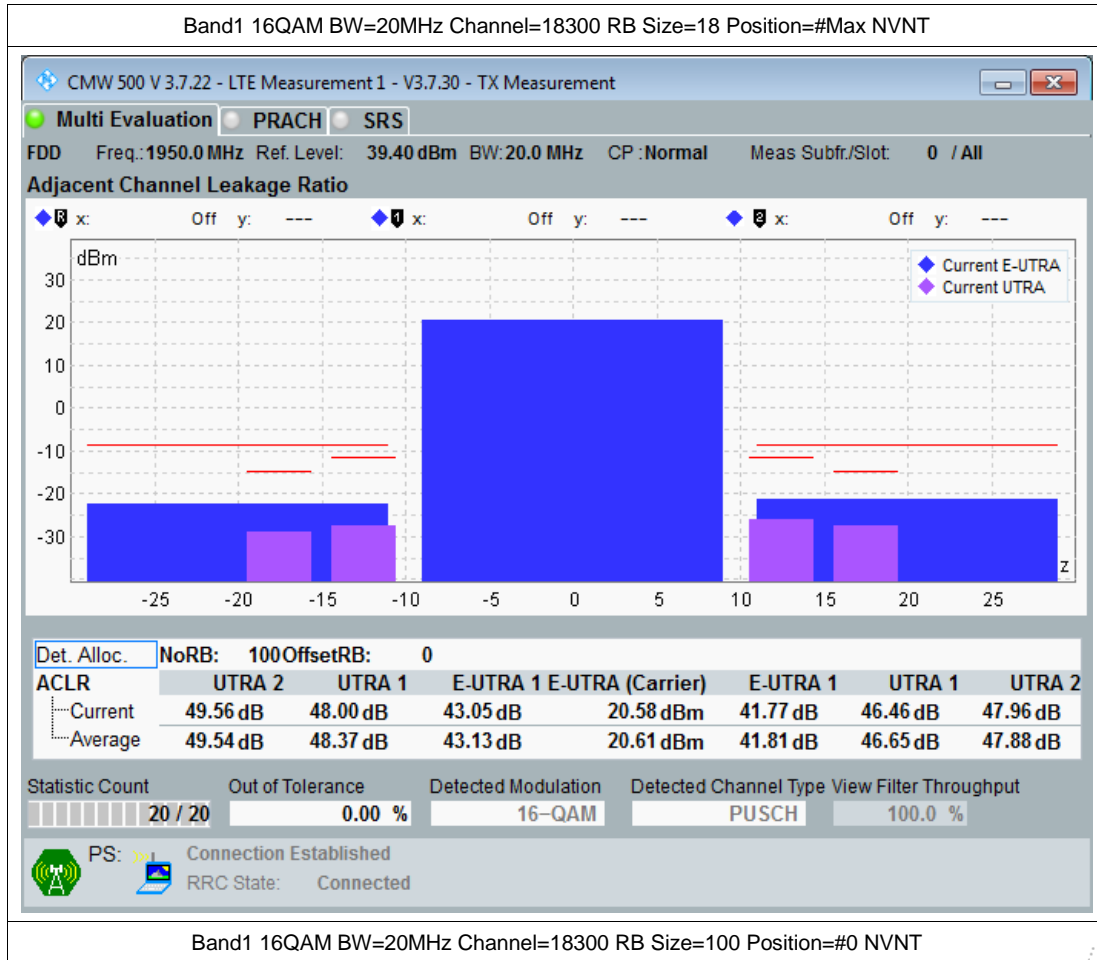 Band1 16QAM BW=20MHz Channel=18300 RB Size=18 Position=#Max NVNT
CMW 500 V 3.7.22 - LTE Measurement 1 - V3.7.30 - TX Measurement
Multi Evaluation PRACH SRS
FDD Freq.:1950.0 MHz Ref. Level: 39.40 dBm BW:20.0 MHz CP :Normal Meas Subfr./Slot: 0 / All
Adjacent Channel Leakage Ratio
R x: Off y: --- 1 x: Off y: --- 2 x: Off y: ---
dBm
Current E-UTRA
Current UTRA
30
20
10
0
-10
-20
-30
z
-25 -20 -15 -10 -5 0 5 10 15 20 25
Det. Alloc. NoRB: 100 OffsetRB: 0
ACLR UTRA 2 UTRA 1 E-UTRA 1 E-UTRA (Carrier) E-UTRA 1 UTRA 1 UTRA 2
Current 49.56 dB 48.00 dB 43.05 dB 20.58 dBm 41.77 dB 46.46 dB 47.96 dB
Average 49.54 dB 48.37 dB 43.13 dB 20.61 dBm 41.81 dB 46.65 dB 47.88 dB
Statistic Count Out of Tolerance Detected Modulation Detected Channel Type View Filter Throughput
20 / 20 0.00 % 16-QAM PUSCH 100.0 %
PS: Connection Established
RRC State: Connected
Band1 16QAM BW=20MHz Channel=18300 RB Size=100 Position=#0 NVNT